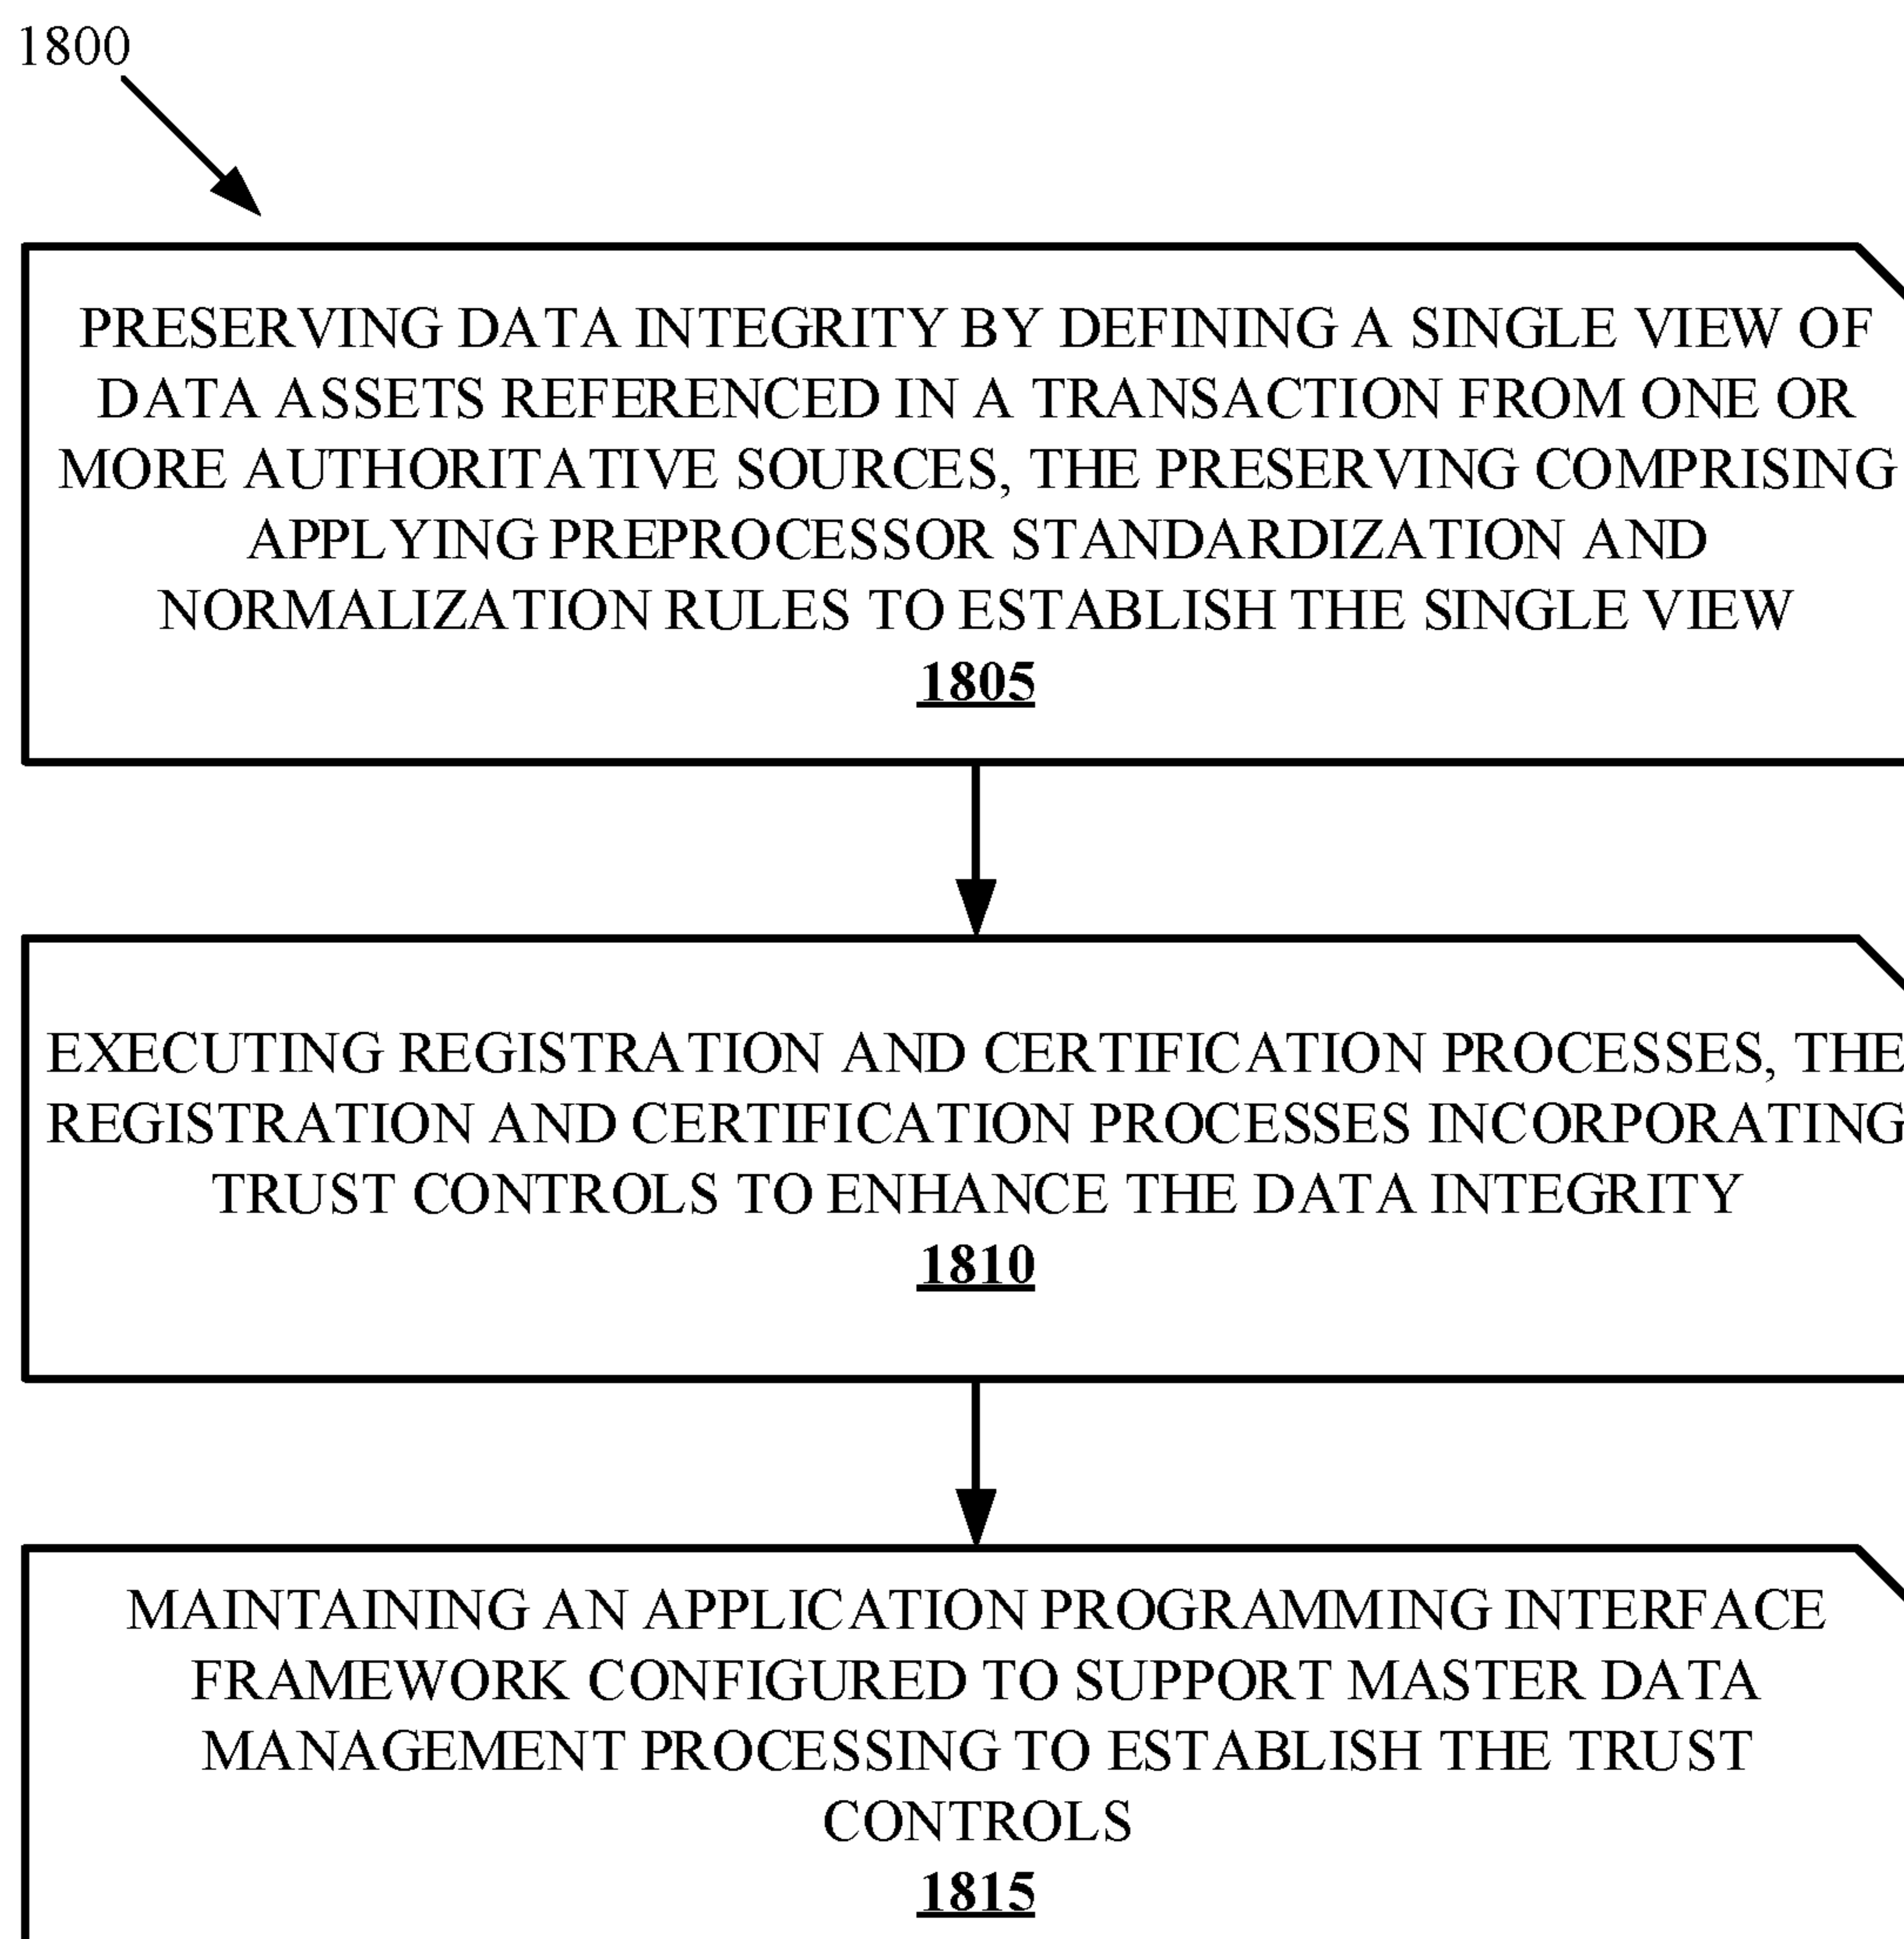 1800
PRESERVING DATA INTEGRITY BY DEFINING A SINGLE VIEW OF
DATA ASSETS REFERENCED IN A TRANSACTION FROM ONE OR
MORE AUTHORITATIVE SOURCES, THE PRESERVING COMPRISING
APPLYING PREPROCESSOR STANDARDIZATION AND
NORMALIZATION RULES TO ESTABLISH THE SINGLE VIEW
1805
EXECUTING REGISTRATION AND CERTIFICATION PROCESSES, THE
REGISTRATION AND CERTIFICATION PROCESSES INCORPORATING
TRUST CONTROLS TO ENHANCE THE DATA INTEGRITY
1810
MAINTAINING AN APPLICATION PROGRAMMING INTERFACE
FRAMEWORK CONFIGURED TO SUPPORT MASTER DATA
MANAGEMENT PROCESSING TO ESTABLISH THE TRUST
CONTROLS
1815